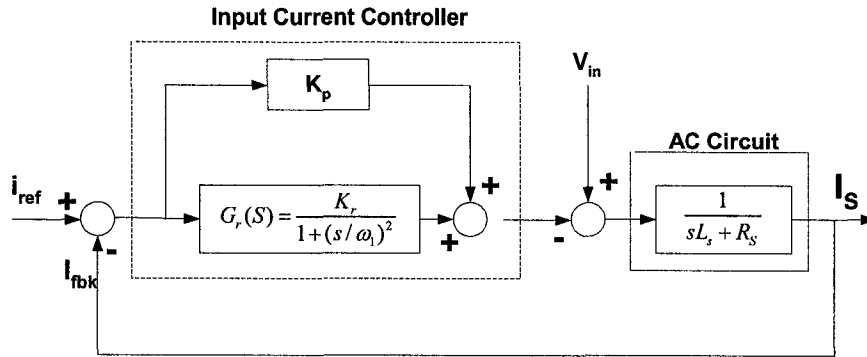 Input Current Controller
K_p
V_in
AC Circuit
i_ref
+
-
I_fbk
G_r(S) = K_r / (1+(s/ω_1)^2)
+
+
+
-
1 / (sL_s + R_S)
I_S